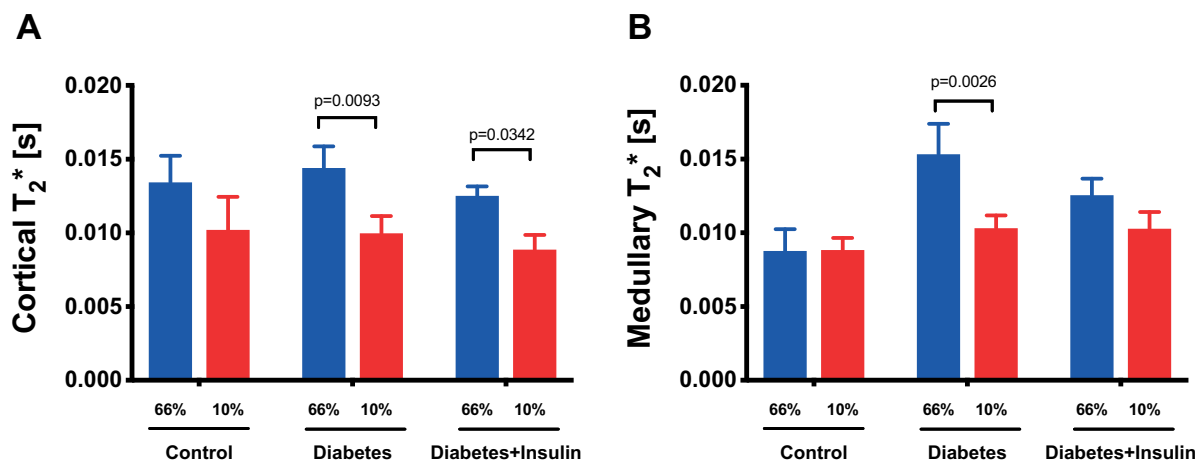 A
Cortical T2* [s]
0.020
0.015
0.010
0.005
0.000
p=0.0093
p=0.0342
66% 10% 66% 10% 66% 10%
Control Diabetes Diabetes+Insulin
B
Medullary T2* [s]
0.020
0.015
0.010
0.005
0.000
p=0.0026
66% 10% 66% 10% 66% 10%
Control Diabetes Diabetes+Insulin